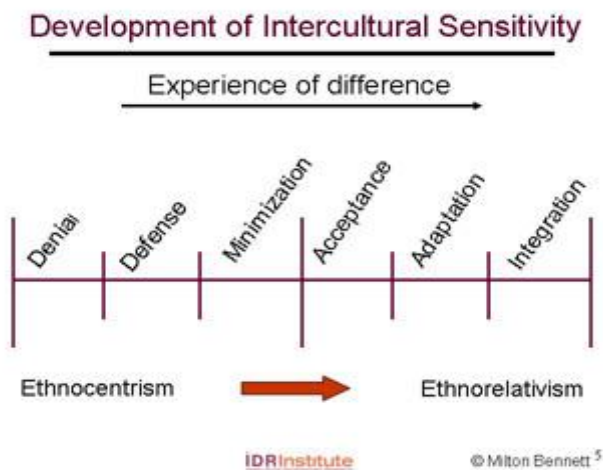 Development of Intercultural Sensitivity
Experience of difference
Denial
Defense
Minimization
Acceptance
Adaptation
Integration
Ethnocentrism
Ethnorelativism
IDRInstitute
© Milton Bennett 5